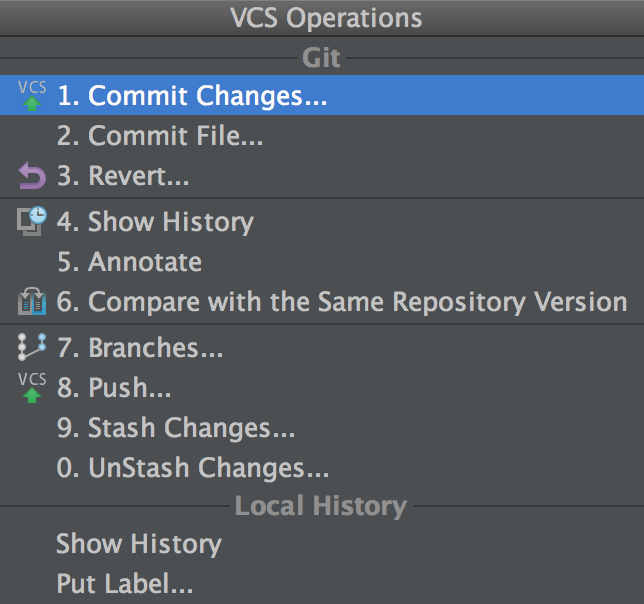 VCS Operations
Git
VCS 1. Commit Changes...
2. Commit File...
3. Revert...
4. Show History
5. Annotate
6. Compare with the Same Repository Version
7. Branches...
VCS 8. Push...
9. Stash Changes...
0. UnStash Changes...
Local History
Show History
Put Label...